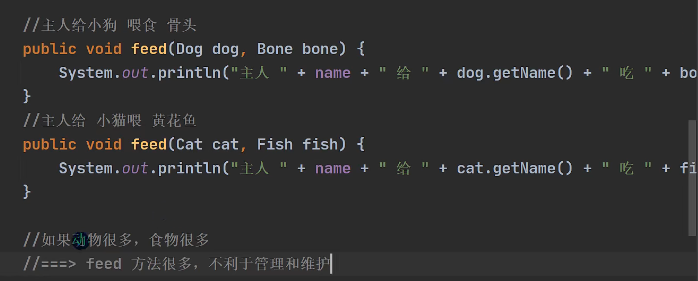 //主人给小狗 喂食 骨头
public void feed(Dog dog, Bone bone) {
System.out.println("主人 " + name + " 给 " + dog.getName() + " 吃 " + bo
}
//主人给 小猫喂 黄花鱼
public void feed(Cat cat, Fish fish) {
System.out.println("主人 " + name + " 给 " + cat.getName() + " 吃 " + fi
}
//如果动物很多，食物很多
//===> feed 方法很多，不利于管理和维护